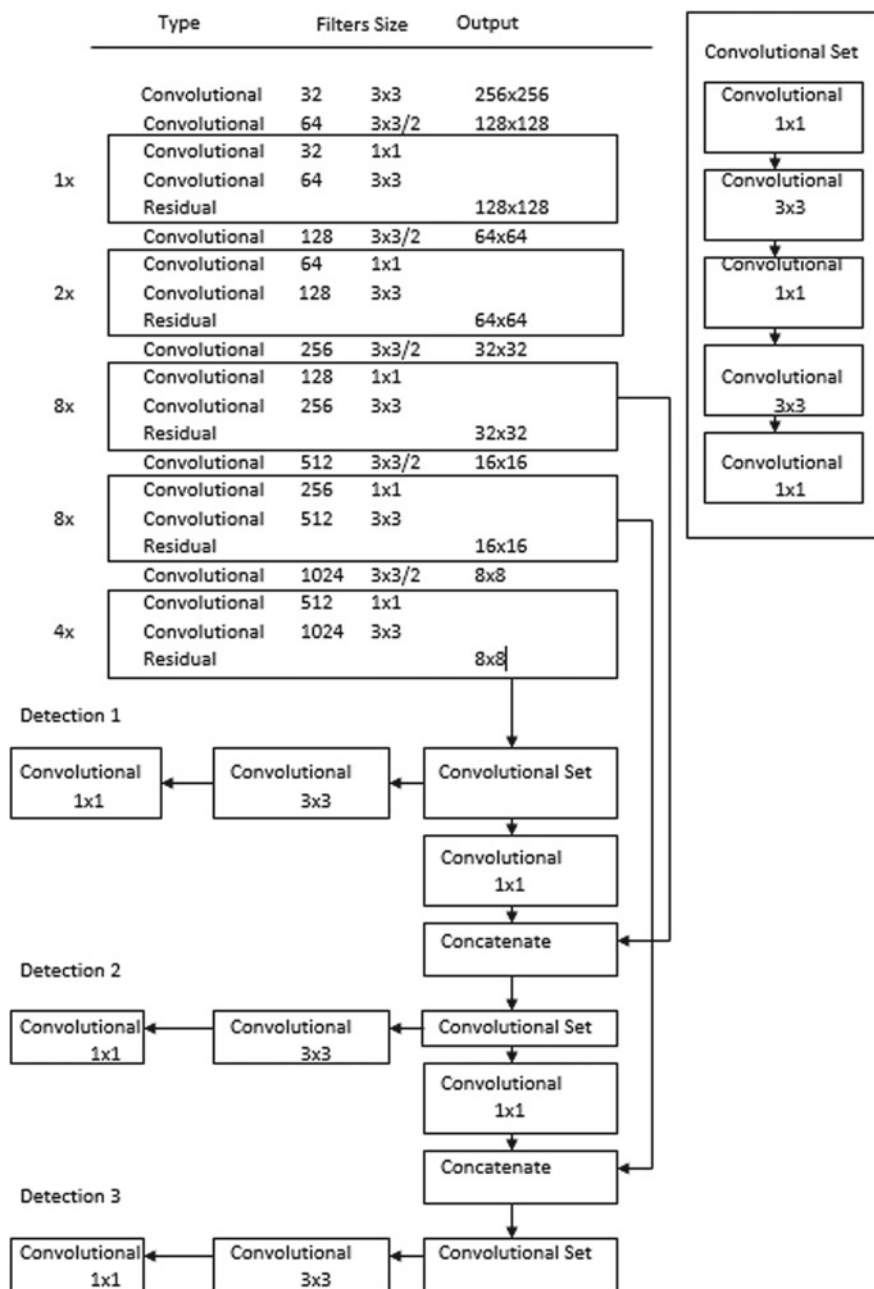 Type Filters Size Output
Convolutional 32 3x3 256x256
Convolutional 64 3x3/2 128x128
Convolutional 32 1x1
1x Convolutional 64 3x3
Residual 128x128
Convolutional 128 3x3/2 64x64
Convolutional 64 1x1
2x Convolutional 128 3x3
Residual 64x64
Convolutional 256 3x3/2 32x32
Convolutional 128 1x1
8x Convolutional 256 3x3
Residual 32x32
Convolutional 512 3x3/2 16x16
Convolutional 256 1x1
8x Convolutional 512 3x3
Residual 16x16
Convolutional 1024 3x3/2 8x8
Convolutional 512 1x1
4x Convolutional 1024 3x3
Residual 8x8
Convolutional Set
Convolutional
1x1
Convolutional
3x3
Convolutional
1x1
Convolutional
3x3
Convolutional
1x1
Detection 1
Convolutional
1x1
Convolutional
3x3
Convolutional Set
Convolutional
1x1
Concatenate
Detection 2
Convolutional
1x1
Convolutional
3x3
Convolutional Set
Convolutional
1x1
Concatenate
Detection 3
Convolutional
1x1
Convolutional
3x3
Convolutional Set